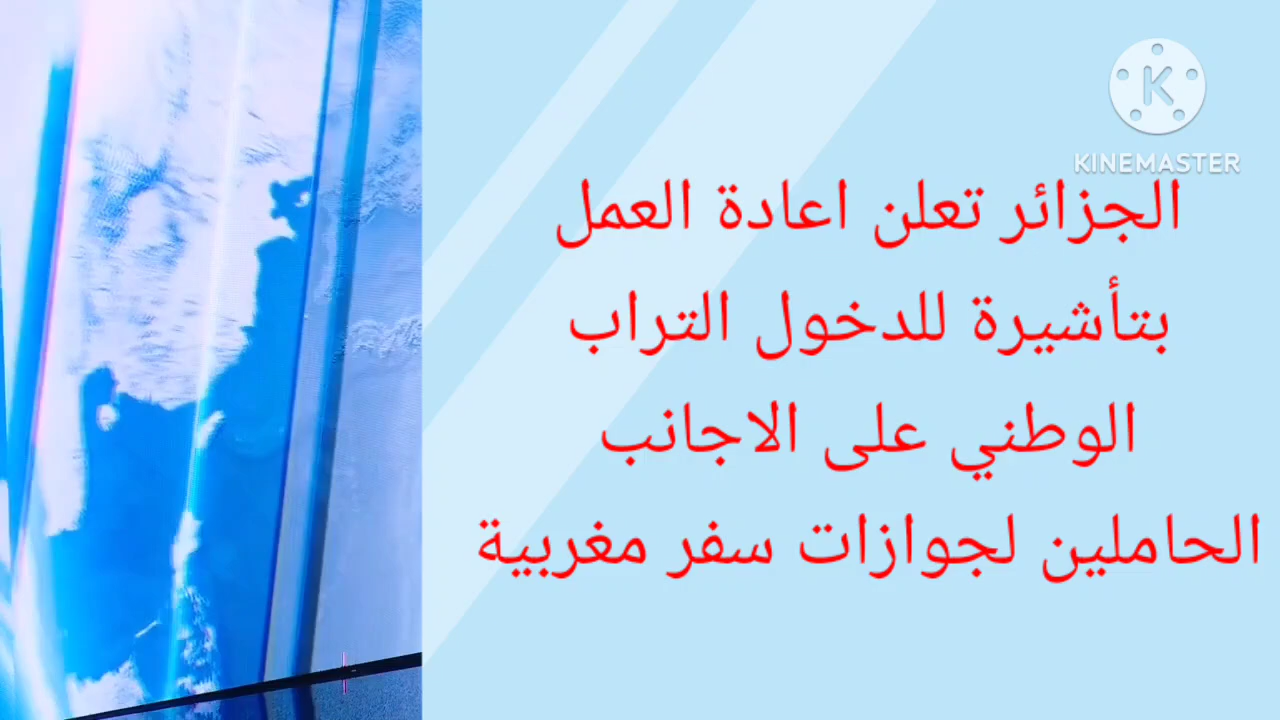 KINEMASTER
الجزائر تعلن اعادة العمل
بتأشيرة للدخول التراب
الوطني على الاجانب
الحاملين لجوازات سفر مغربية